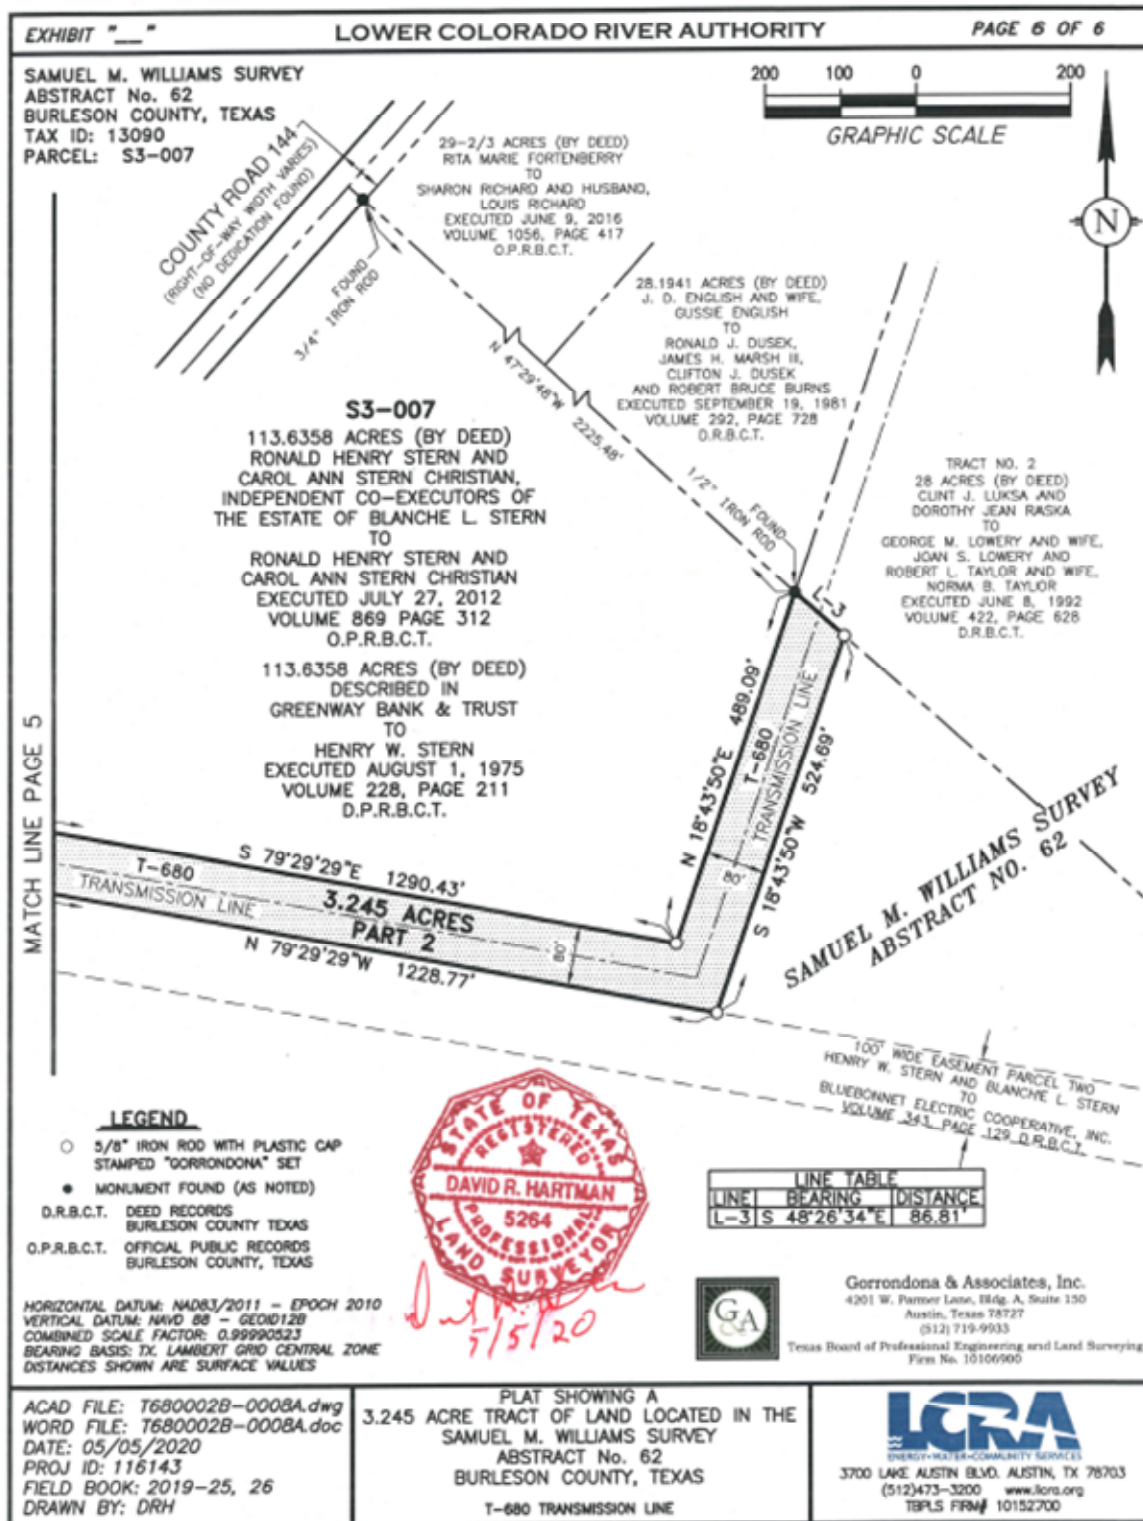 EXHIBIT "__"
LOWER COLORADO RIVER AUTHORITY
PAGE 6 OF 6
SAMUEL M. WILLIAMS SURVEY
ABSTRACT No. 62
BURLESON COUNTY, TEXAS
TAX ID: 13090
PARCEL: S3-007
200 100 0 200
GRAPHIC SCALE
N
COUNTY ROAD 144
(RIGHT-OF-WAY WIDTH VARIES)
(NO DEDICATION FOUND)
29-2/3 ACRES (BY DEED)
RITA MARIE FORTENBERRY
TO
SHARON RICHARD AND HUSBAND,
LOUIS RICHARD
EXECUTED JUNE 9, 2016
VOLUME 1056, PAGE 417
O.P.R.B.C.T.
FOUND
3/4" IRON ROD
28.1941 ACRES (BY DEED)
J. D. ENGLISH AND WIFE,
GUSSIE ENGLISH
TO
RONALD J. DUSEK,
JAMES H. MARSH II,
CLIFTON J. DUSEK
AND ROBERT BRUCE BURNS
EXECUTED SEPTEMBER 19, 1981
VOLUME 292, PAGE 728
D.R.B.C.T.
N 47°29'46"W 2225.48'
S3-007
113.6358 ACRES (BY DEED)
RONALD HENRY STERN AND
CAROL ANN STERN CHRISTIAN,
INDEPENDENT CO-EXECUTORS OF
THE ESTATE OF BLANCHE L. STERN
TO
RONALD HENRY STERN AND
CAROL ANN STERN CHRISTIAN
EXECUTED JULY 27, 2012
VOLUME 869 PAGE 312
O.P.R.B.C.T.
113.6358 ACRES (BY DEED)
DESCRIBED IN
GREENWAY BANK & TRUST
TO
HENRY W. STERN
EXECUTED AUGUST 1, 1975
VOLUME 228, PAGE 211
D.P.R.B.C.T.
FOUND
1/2" IRON ROD
TRACT NO. 2
28 ACRES (BY DEED)
CLINT J. LUKSA AND
DOROTHY JEAN RASKA
TO
GEORGE M. LOWERY AND WIFE,
JOAN S. LOWERY AND
ROBERT L. TAYLOR AND WIFE,
NORMA B. TAYLOR
EXECUTED JUNE 8, 1992
VOLUME 422, PAGE 628
D.R.B.C.T.
L-3
N 18°43'50"E 489.09'
T-680
TRANSMISSION LINE
S 18°43'50"W 524.69'
80'
MATCH LINE PAGE 5
S 79°29'29"E 1290.43'
T-680
TRANSMISSION LINE
3.245 ACRES
PART 2
80'
N 79°29'29"W 1228.77'
SAMUEL M. WILLIAMS SURVEY
ABSTRACT NO. 62
100' WIDE EASEMENT PARCEL TWO
HENRY W. STERN AND BLANCHE L. STERN
TO
BLUEBONNET ELECTRIC COOPERATIVE, INC.
VOLUME 343, PAGE 129 D.R.B.C.T.
LEGEND
5/8" IRON ROD WITH PLASTIC CAP
STAMPED "GORRONDONA" SET
MONUMENT FOUND (AS NOTED)
D.R.B.C.T. DEED RECORDS
BURLESON COUNTY TEXAS
O.P.R.B.C.T. OFFICIAL PUBLIC RECORDS
BURLESON COUNTY, TEXAS
STATE OF TEXAS
REGISTERED
DAVID R. HARTMAN
5264
PROFESSIONAL
LAND SURVEYOR
5/5/20
LINE TABLE
LINE BEARING DISTANCE
L-3 S 48°26'34"E 86.81'
HORIZONTAL DATUM: NAD83/2011 - EPOCH 2010
VERTICAL DATUM: NAVD 88 - GEOID12B
COMBINED SCALE FACTOR: 0.99990523
BEARING BASIS: TX. LAMBERT GRID CENTRAL ZONE
DISTANCES SHOWN ARE SURFACE VALUES
G&A
Gorrondona & Associates, Inc.
4201 W. Parmer Lane, Bldg. A, Suite 150
Austin, Texas 78727
(512) 719-9933
Texas Board of Professional Engineering and Land Surveying
Firm No. 10106900
ACAD FILE: T680002B-0008A.dwg
WORD FILE: T680002B-0008A.doc
DATE: 05/05/2020
PROJ ID: 116143
FIELD BOOK: 2019-25, 26
DRAWN BY: DRH
PLAT SHOWING A
3.245 ACRE TRACT OF LAND LOCATED IN THE
SAMUEL M. WILLIAMS SURVEY
ABSTRACT No. 62
BURLESON COUNTY, TEXAS
T-680 TRANSMISSION LINE
LCRA
ENERGY•WATER•COMMUNITY SERVICES
3700 LAKE AUSTIN BLVD. AUSTIN, TX 78703
(512)473-3200 www.lcra.org
TBPLS FIRM# 10152700